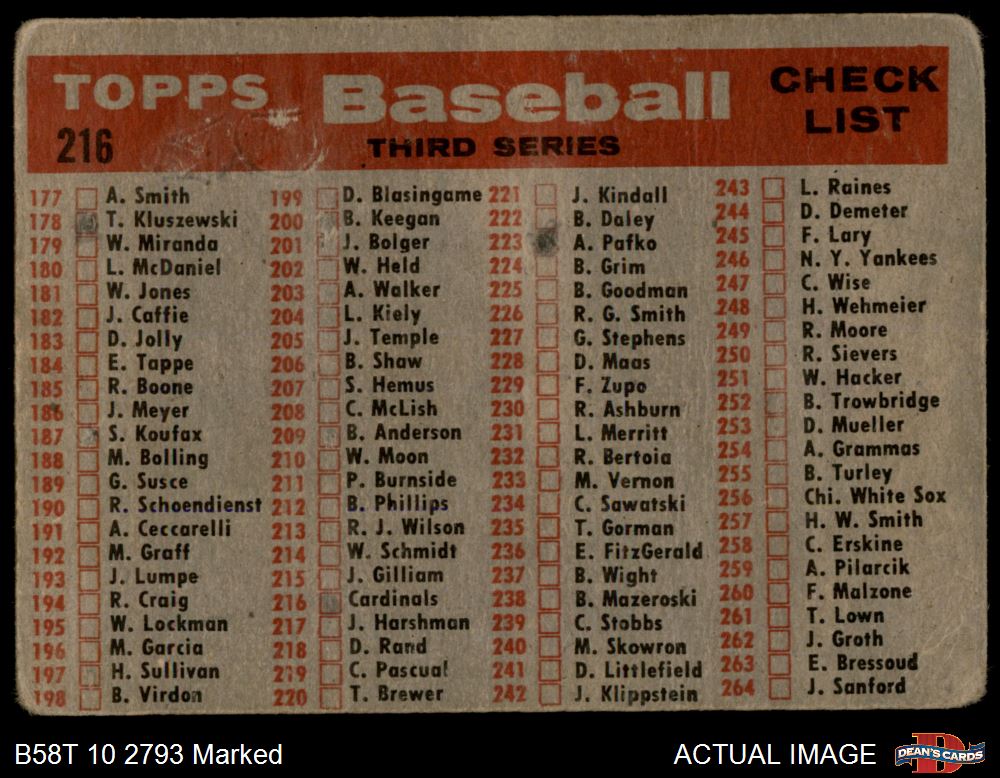 TOPPS Baseball CHECK LIST
216 THIRD SERIES
177 A. Smith
178 T. Kluszewski
179 W. Miranda
180 L. McDaniel
181 W. Jones
182 J. Caffie
183 D. Jolly
184 E. Tappe
185 R. Boone
186 J. Meyer
187 S. Koufax
188 M. Bolling
189 G. Susce
190 R. Schoendienst
191 A. Ceccarelli
192 M. Graff
193 J. Lumpe
194 R. Craig
195 W. Lockman
196 M. Garcia
197 H. Sullivan
198 B. Virdon
199 D. Blasingame
200 B. Keegan
201 J. Bolger
202 W. Held
203 A. Walker
204 L. Kiely
205 J. Temple
206 B. Shaw
207 S. Hemus
208 C. McLish
209 B. Anderson
210 W. Moon
211 P. Burnside
212 B. Phillips
213 R. J. Wilson
214 W. Schmidt
215 J. Gilliam
216 Cardinals
217 J. Harshman
218 D. Rand
219 C. Pascual
220 T. Brewer
221 J. Kindall
222 B. Daley
223 A. Pafko
224 B. Grim
225 B. Goodman
226 R. G. Smith
227 G. Stephens
228 D. Maas
229 F. Zupo
230 R. Ashburn
231 L. Merritt
232 R. Bertoia
233 M. Vernon
234 C. Sawatski
235 T. Gorman
236 E. FitzGerald
237 B. Wight
238 B. Mazeroski
239 C. Stobbs
240 M. Skowron
241 D. Littlefield
242 J. Klippstein
243 L. Raines
244 D. Demeter
245 F. Lary
246 N. Y. Yankees
247 C. Wise
248 H. Wehmeier
249 R. Moore
250 R. Sievers
251 W. Hacker
252 B. Trowbridge
253 D. Mueller
254 A. Grammas
255 B. Turley
256 Chi. White Sox
257 H. W. Smith
258 C. Erskine
259 A. Pilarcik
260 F. Malzone
261 T. Lown
262 J. Groth
263 E. Bressoud
264 J. Sanford
B58T 10 2793 Marked
ACTUAL IMAGE
DEAN'S CARDS